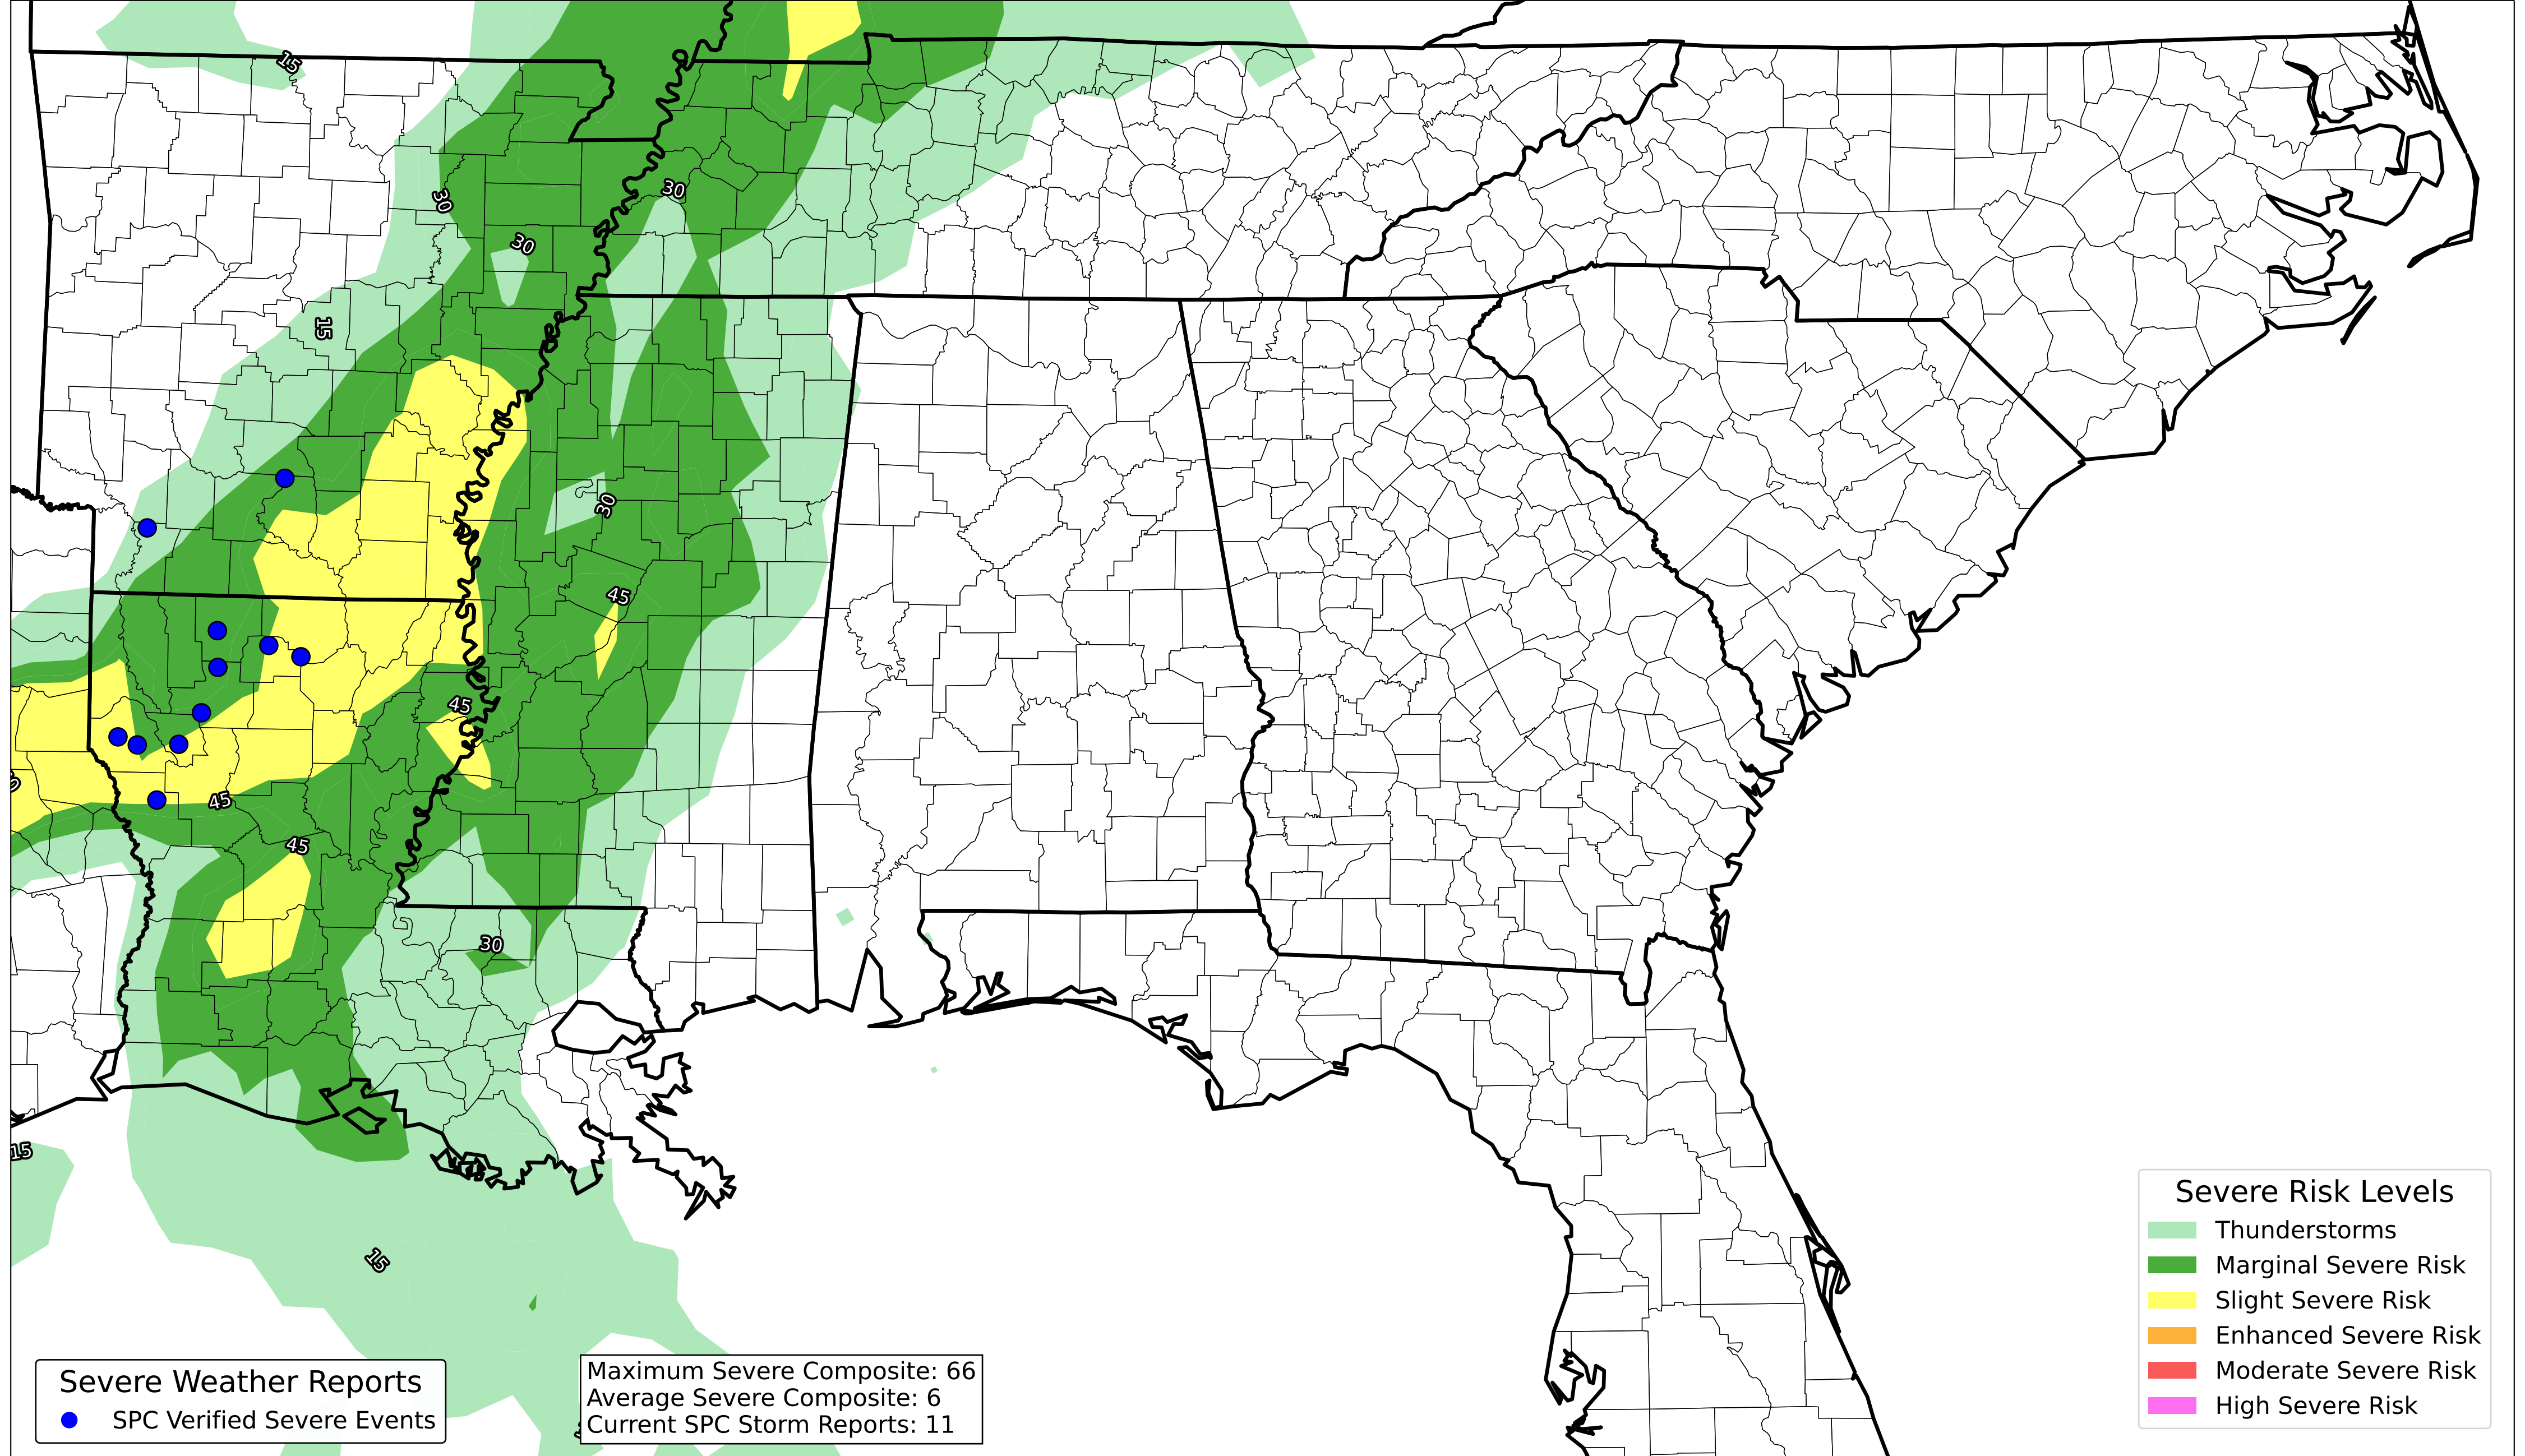 15
30
30
30
15
30
45
45
45
45
30
15
15
Severe Risk Levels
Thunderstorms
Marginal Severe Risk
Slight Severe Risk
Enhanced Severe Risk
Moderate Severe Risk
High Severe Risk
Severe Weather Reports
SPC Verified Severe Events
Maximum Severe Composite: 66
Average Severe Composite: 6
Current SPC Storm Reports: 11